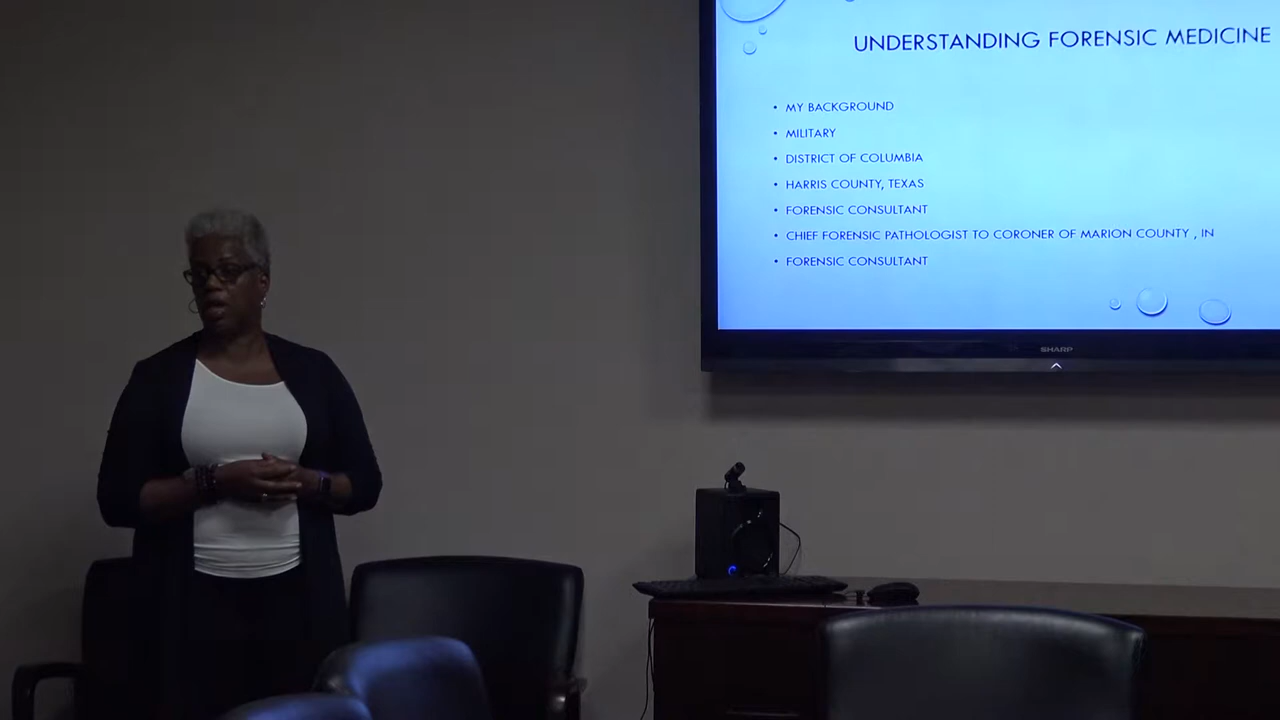 UNDERSTANDING FORENSIC MEDICINE
• MY BACKGROUND
• MILITARY
• DISTRICT OF COLUMBIA
• HARRIS COUNTY, TEXAS
• FORENSIC CONSULTANT
• CHIEF FORENSIC PATHOLOGIST TO CORONER OF MARION COUNTY , IN
• FORENSIC CONSULTANT
SHARP